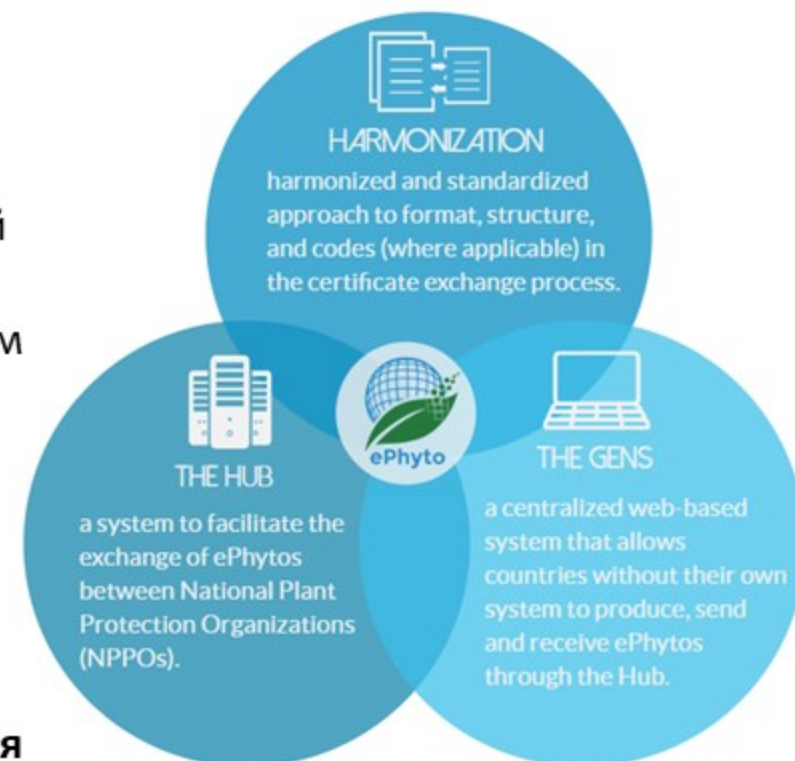 HARMONIZATION
harmonized and standardized
approach to format, structure,
and codes (where applicable) in
the certificate exchange process.
й
м
ePhyto
THE HUB
a system to facilitate the
exchange of ePhytos
between National Plant
Protection Organizations
(NPPOs).
THE GENS
a centralized web-based
system that allows
countries without their own
system to produce, send
and receive ePhytos
through the Hub.
я